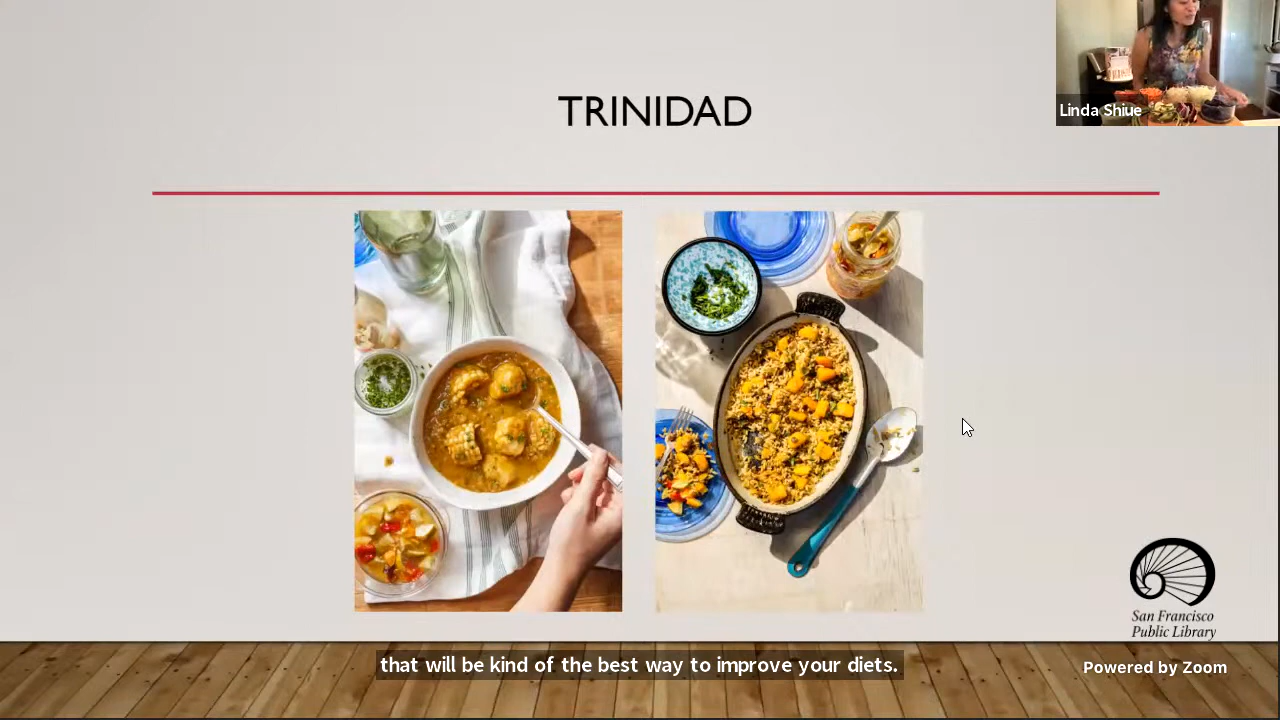 TRINIDAD
Linda Shiue
San Francisco
Public Library
that will be kind of the best way to improve your diets.
Powered by Zoom